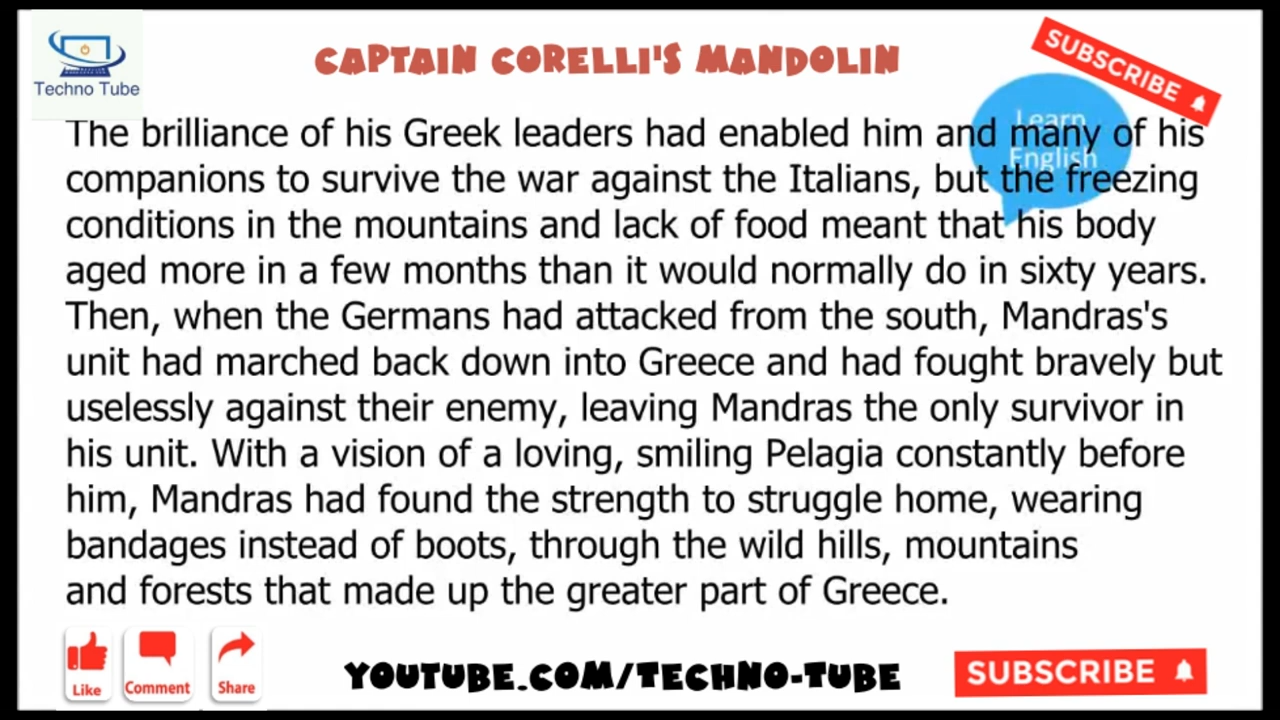 CAPTAIN CORELLI'S MANDOLIN
SUBSCRIBE
Techno Tube
Learn
English
The brilliance of his Greek leaders had enabled him and many of his
companions to survive the war against the Italians, but the freezing
conditions in the mountains and lack of food meant that his body
aged more in a few months than it would normally do in sixty years.
Then, when the Germans had attacked from the south, Mandras's
unit had marched back down into Greece and had fought bravely but
uselessly against their enemy, leaving Mandras the only survivor in
his unit. With a vision of a loving, smiling Pelagia constantly before
him, Mandras had found the strength to struggle home, wearing
bandages instead of boots, through the wild hills, mountains
and forests that made up the greater part of Greece.
Like
Comment
Share
YOUTUBE.COM/TECHNO-TUBE
SUBSCRIBE